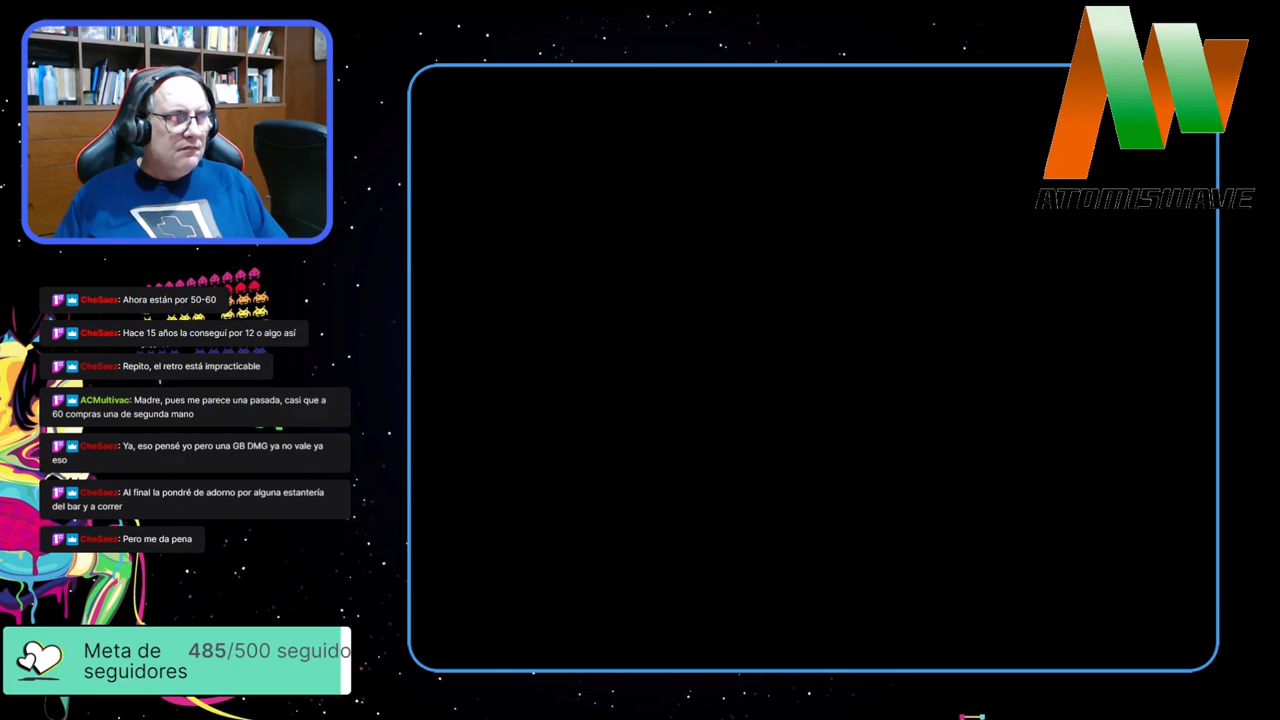 ATOMISWAVE
CheSaez: Ahora están por 50-60
CheSaez: Hace 15 años la conseguí por 12 o algo así
CheSaez: Repito, el retro está impracticable
ACMultivac: Madre, pues me parece una pasada, casi que a
60 compras una de segunda mano
CheSaez: Ya, eso pensé yo pero una GB DMG ya no vale ya
eso
CheSaez: Al final la pondré de adorno por alguna estantería
del bar y a correr
CheSaez: Pero me da pena
Meta de
seguidores
485/500 seguido